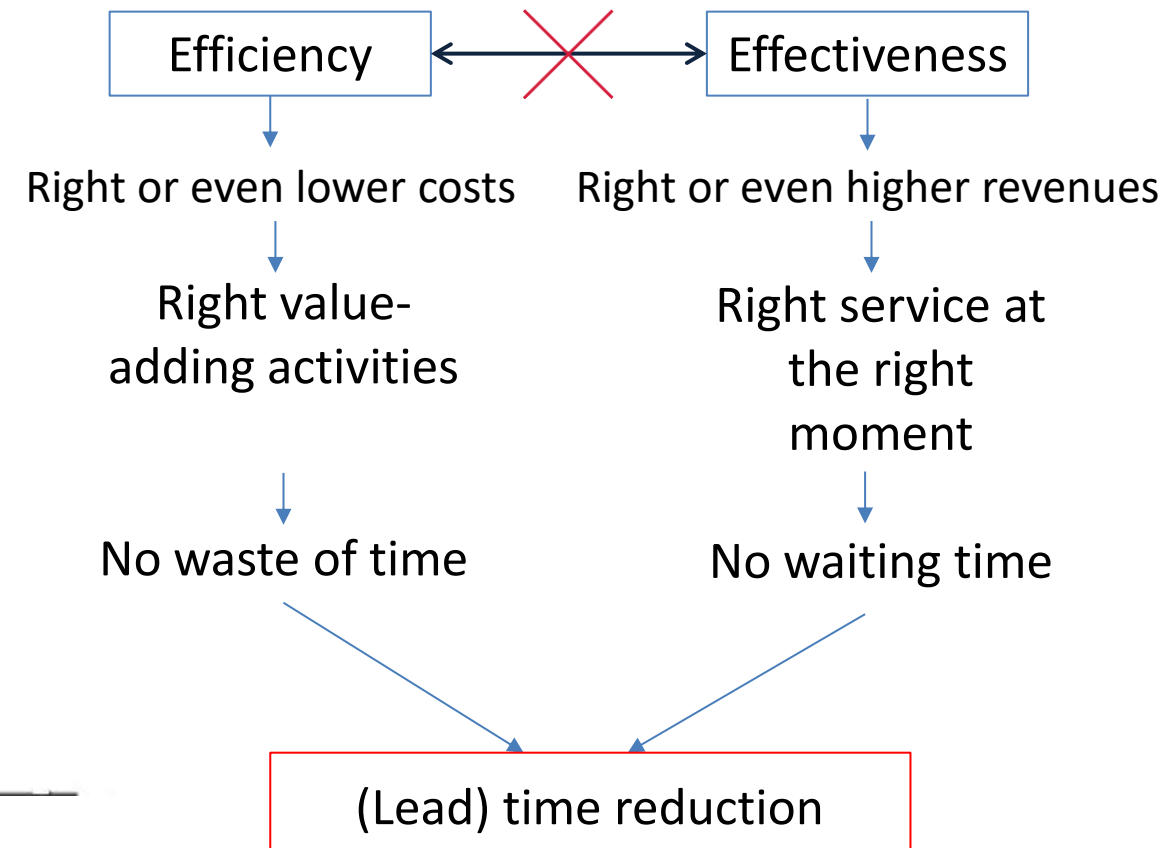 Efficiency
Effectiveness
Right or even lower costs
Right or even higher revenues
Right value-
adding activities
Right service at
the right
moment
No waste of time
No waiting time
(Lead) time reduction